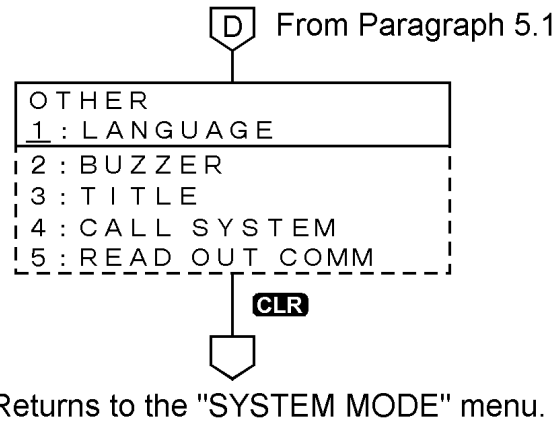 D From Paragraph 5.1
OTHER
1:LANGUAGE
2:BUZZER
3:TITLE
4:CALL SYSTEM
5:READ OUT COMM
CLR
Returns to the "SYSTEM MODE" menu.